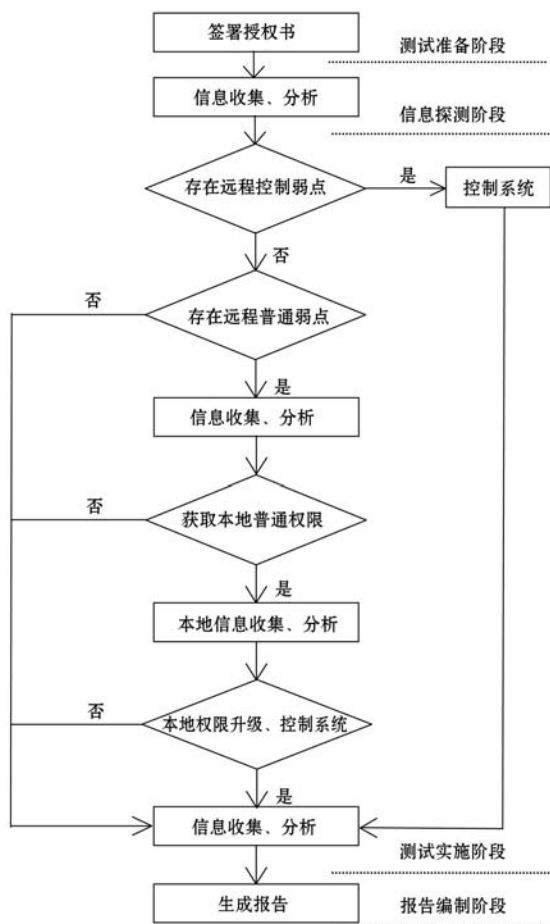 签署授权书
测试准备阶段
信息收集、分析
信息探测阶段
存在远程控制弱点
是
控制系统
否
否
存在远程普通弱点
是
信息收集、分析
否
获取本地普通权限
是
本地信息收集、分析
否
本地权限升级、控制系统
是
信息收集、分析
测试实施阶段
生成报告
报告编制阶段